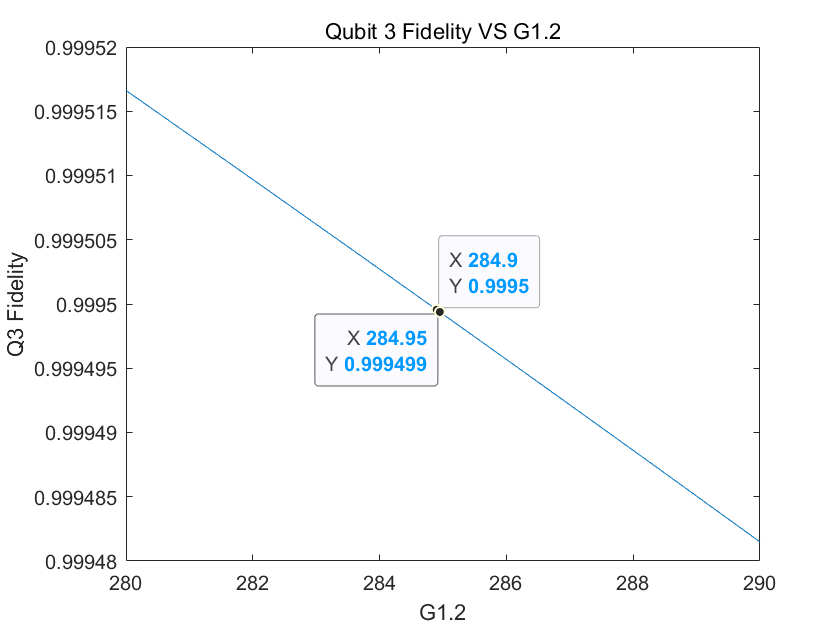 Qubit 3 Fidelity VS G1.2
0.99952
0.999515
0.99951
0.999505
0.9995
0.999495
0.99949
0.999485
0.99948
Q3 Fidelity
X 284.9
Y 0.9995
X 284.95
Y 0.999499
280 282 284 286 288 290
G1.2